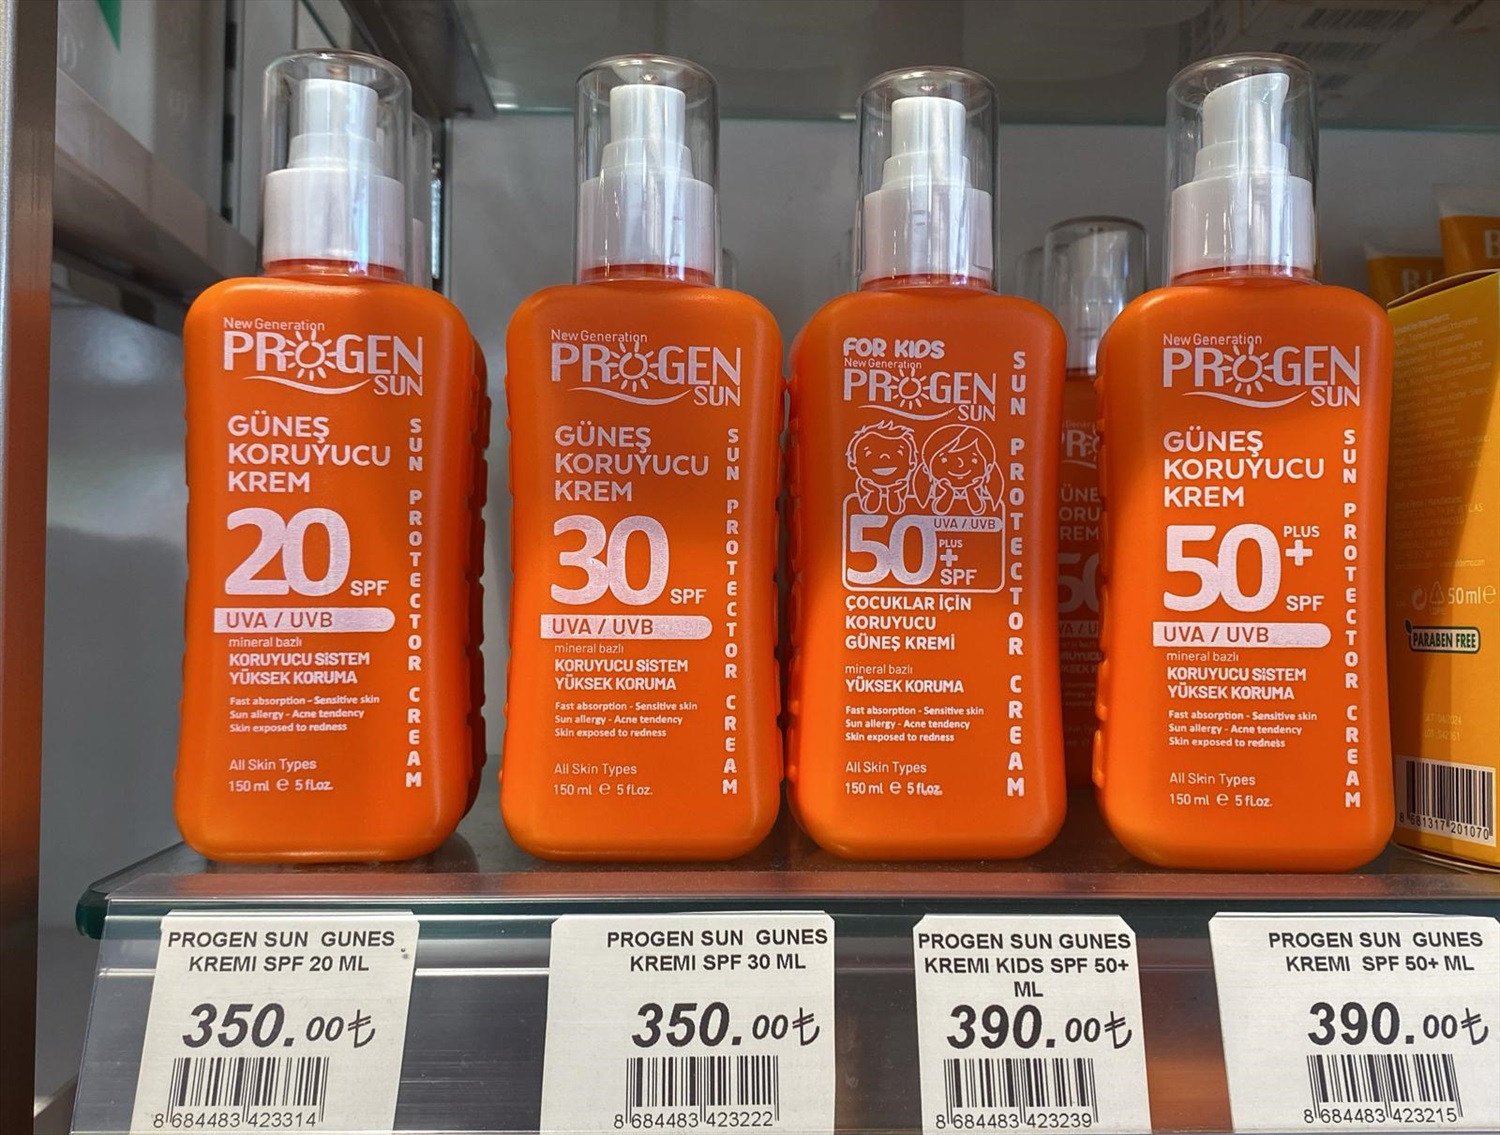 New Generation
PROGEN
SUN
GÜNEŞ
KORUYUCU
KREM
20 SPF
UVA / UVB
mineral bazlı
KORUYUCU SİSTEM
YÜKSEK KORUMA
Fast absorption - Sensitive skin
Sun allergy - Acne tendency
Skin exposed to redness
All Skin Types
150 ml e 5 fl.oz.
SUN PROTECTOR CREAM
New Generation
PROGEN
SUN
GÜNEŞ
KORUYUCU
KREM
30 SPF
UVA / UVB
mineral bazlı
KORUYUCU SİSTEM
YÜKSEK KORUMA
Fast absorption - Sensitive skin
Sun allergy - Acne tendency
Skin exposed to redness
All Skin Types
150 ml e 5 fl.oz.
SUN PROTECTOR CREAM
FOR KIDS
New Generation
PROGEN
SUN
UVA / UVB
50 PLUS + SPF
ÇOCUKLAR İÇİN
KORUYUCU
GÜNEŞ KREMİ
mineral bazlı
YÜKSEK KORUMA
Fast absorption - Sensitive skin
Sun allergy - Acne tendency
Skin exposed to redness
All Skin Types
150 ml e 5 fl.oz.
SUN PROTECTOR CREAM
New Generation
PROGEN
SUN
GÜNEŞ
KORUYUCU
KREM
50 PLUS + SPF
UVA / UVB
mineral bazlı
KORUYUCU SİSTEM
YÜKSEK KORUMA
Fast absorption - Sensitive skin
Sun allergy - Acne tendency
Skin exposed to redness
All Skin Types
150 ml e 5 fl.oz.
SUN PROTECTOR CREAM
50 ml e
PARABEN FREE
8 681317 201070
PROGEN SUN GUNES
KREMI SPF 20 ML
350.00₺
8 684483 423314
PROGEN SUN GUNES
KREMI SPF 30 ML
350.00₺
8 684483 423222
PROGEN SUN GUNES
KREMI KIDS SPF 50+
ML
390.00₺
8 684483 423239
PROGEN SUN GUNES
KREMI SPF 50+ ML
390.00₺
8 684483 423215